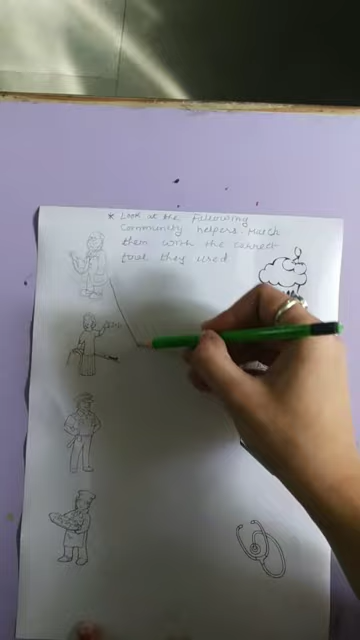 * Look at the Following
Community helpers. Match
them with the correct
tool they used